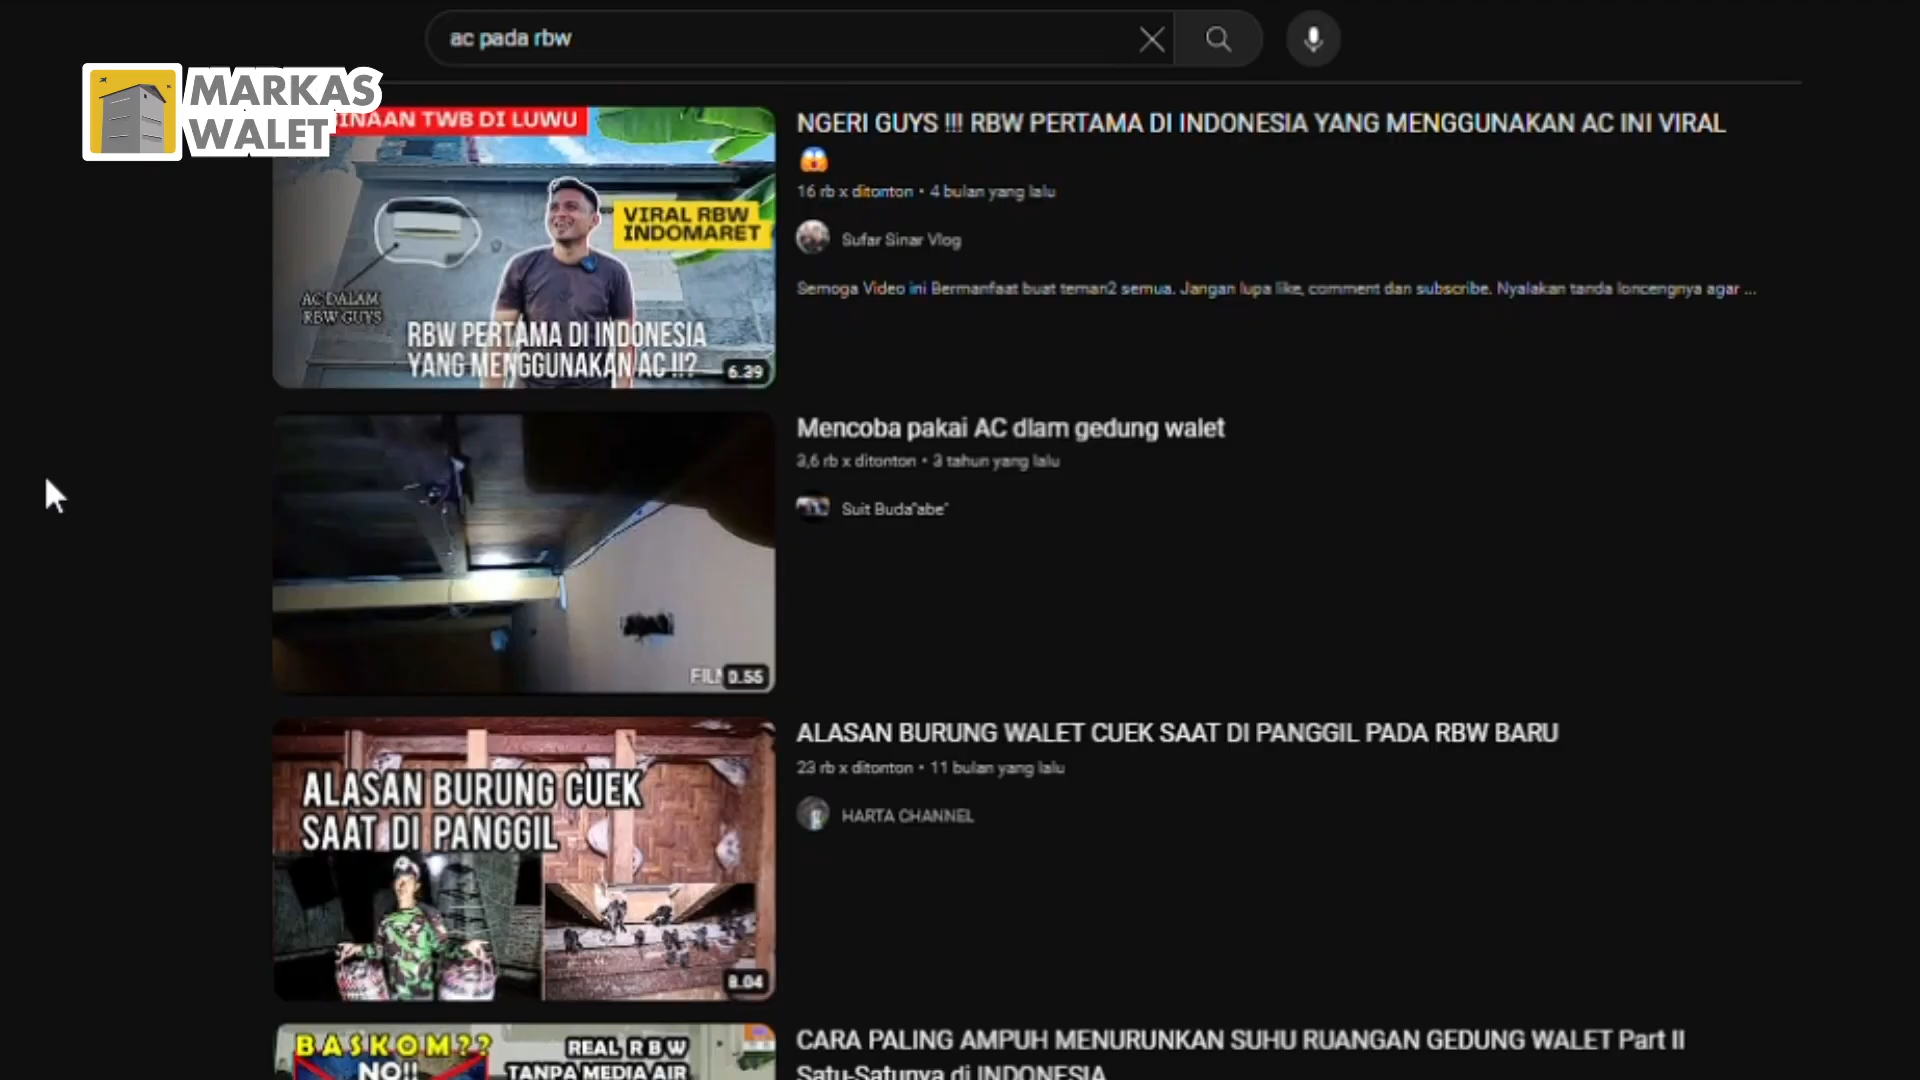 ac pada rbw
MARKAS
WALET
BINAAN TWB DI LUWU
VIRAL RBW
INDOMARET
AC DALAM
RBW GUYS
RBW PERTAMA DI INDONESIA
YANG MENGGUNAKAN AC !!?
6.39
NGERI GUYS !!! RBW PERTAMA DI INDONESIA YANG MENGGUNAKAN AC INI VIRAL
😱
16 rb x ditonton • 4 bulan yang lalu
Sufar Sinar Vlog
Semoga Video ini Bermanfaat buat teman2 semua. Jangan lupa like, comment dan subscribe. Nyalakan tanda loncengnya agar ...
0.55
Mencoba pakai AC dlam gedung walet
3,6 rb x ditonton • 3 tahun yang lalu
Suit Buda"abe'
ALASAN BURUNG CUEK
SAAT DI PANGGIL
8.04
ALASAN BURUNG WALET CUEK SAAT DI PANGGIL PADA RBW BARU
23 rb x ditonton • 11 bulan yang lalu
HARTA CHANNEL
BASKOM??
NO!!
REAL RBW
TANPA MEDIA AIR
CARA PALING AMPUH MENURUNKAN SUHU RUANGAN GEDUNG WALET Part II
Satu-Satunya di INDONESIA